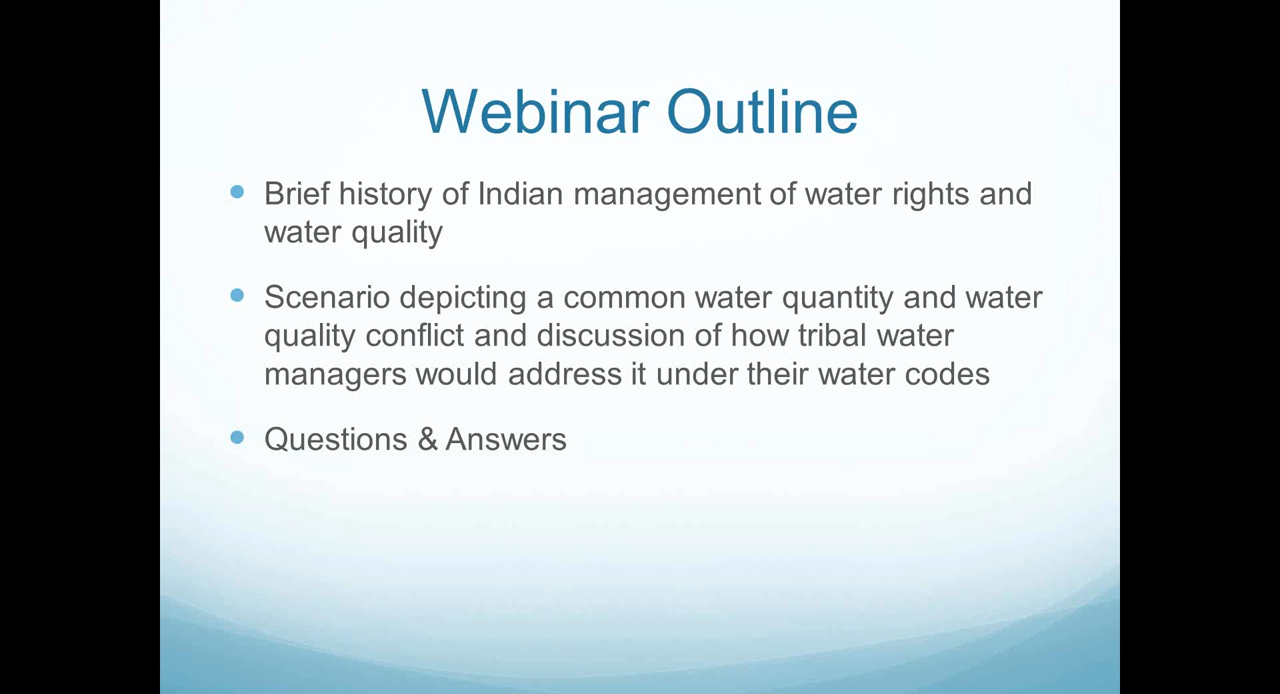 Webinar Outline
Brief history of Indian management of water rights and
water quality
Scenario depicting a common water quantity and water
quality conflict and discussion of how tribal water
managers would address it under their water codes
Questions & Answers